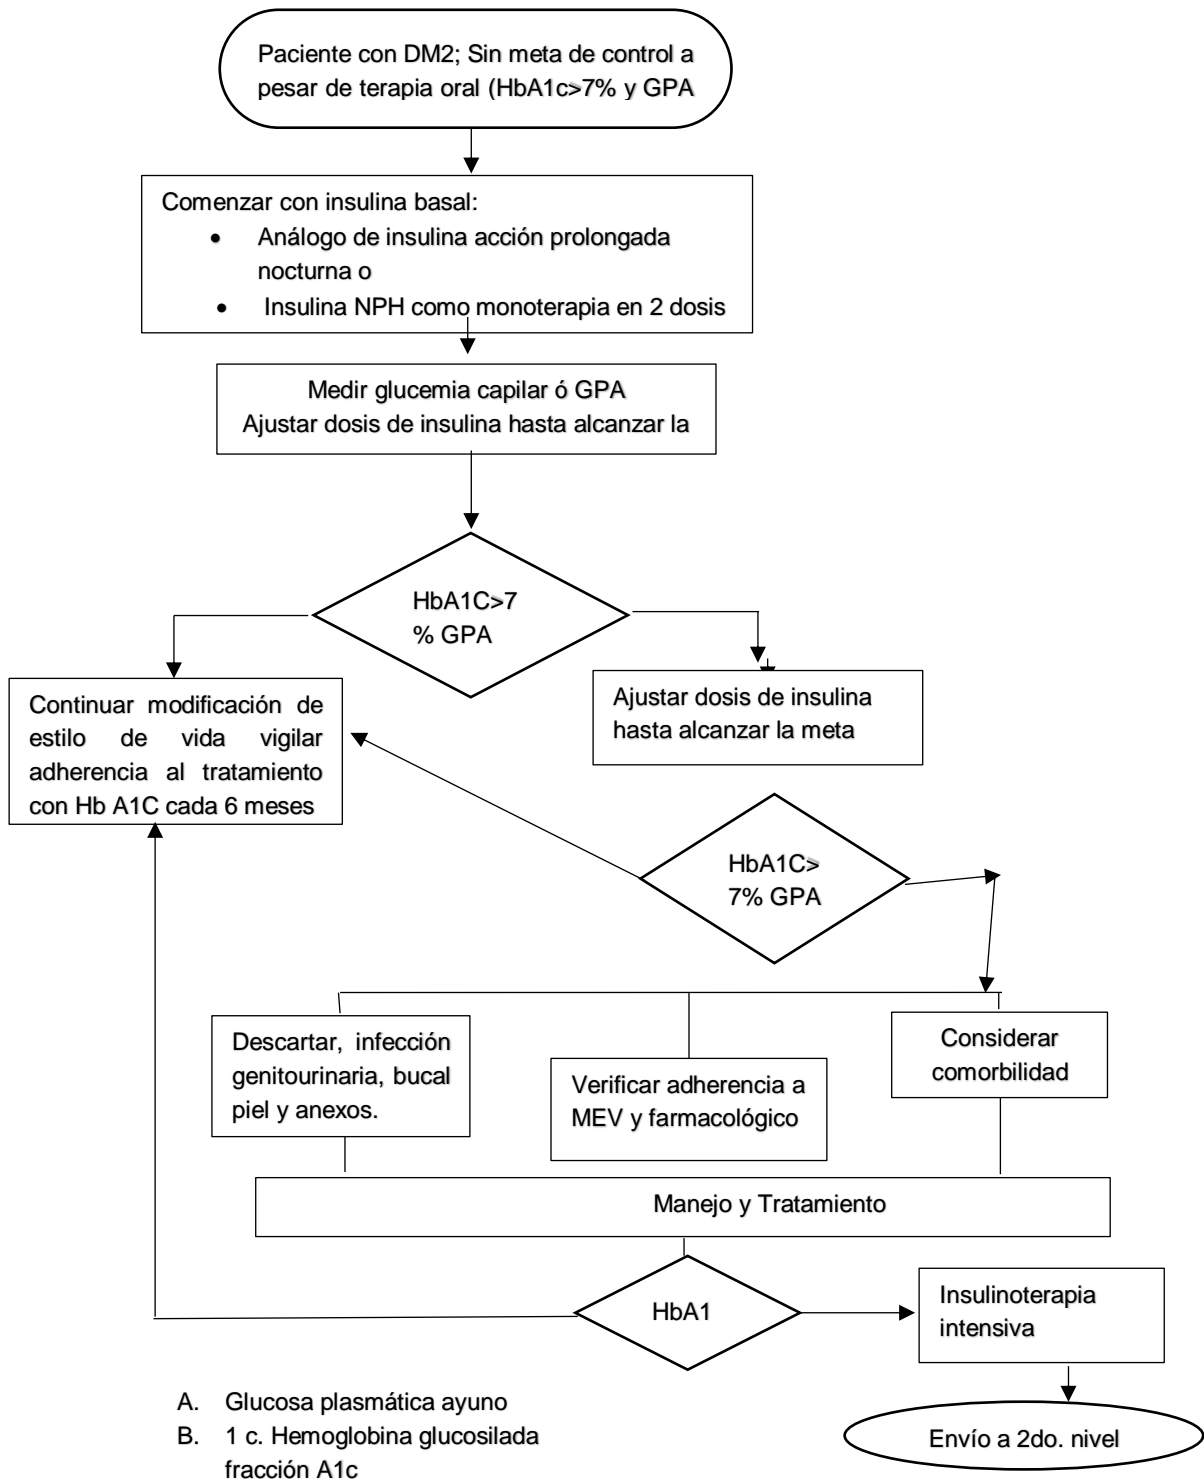 Paciente con DM2; Sin meta de control a
pesar de terapia oral (HbA1c>7% y GPA
Comenzar con insulina basal:
• Análogo de insulina acción prolongada
nocturna o
• Insulina NPH como monoterapia en 2 dosis
Medir glucemia capilar ó GPA
Ajustar dosis de insulina hasta alcanzar la
HbA1C>7
% GPA
Continuar modificación de
estilo de vida vigilar
adherencia al tratamiento
con Hb A1C cada 6 meses
Ajustar dosis de insulina
hasta alcanzar la meta
HbA1C>
7% GPA
Descartar, infección
genitourinaria, bucal
piel y anexos.
Verificar adherencia a
MEV y farmacológico
Considerar
comorbilidad
Manejo y Tratamiento
HbA1
Insulinoterapia
intensiva
Envío a 2do. nivel
A. Glucosa plasmática ayuno
B. 1 c. Hemoglobina glucosilada
fracción A1c